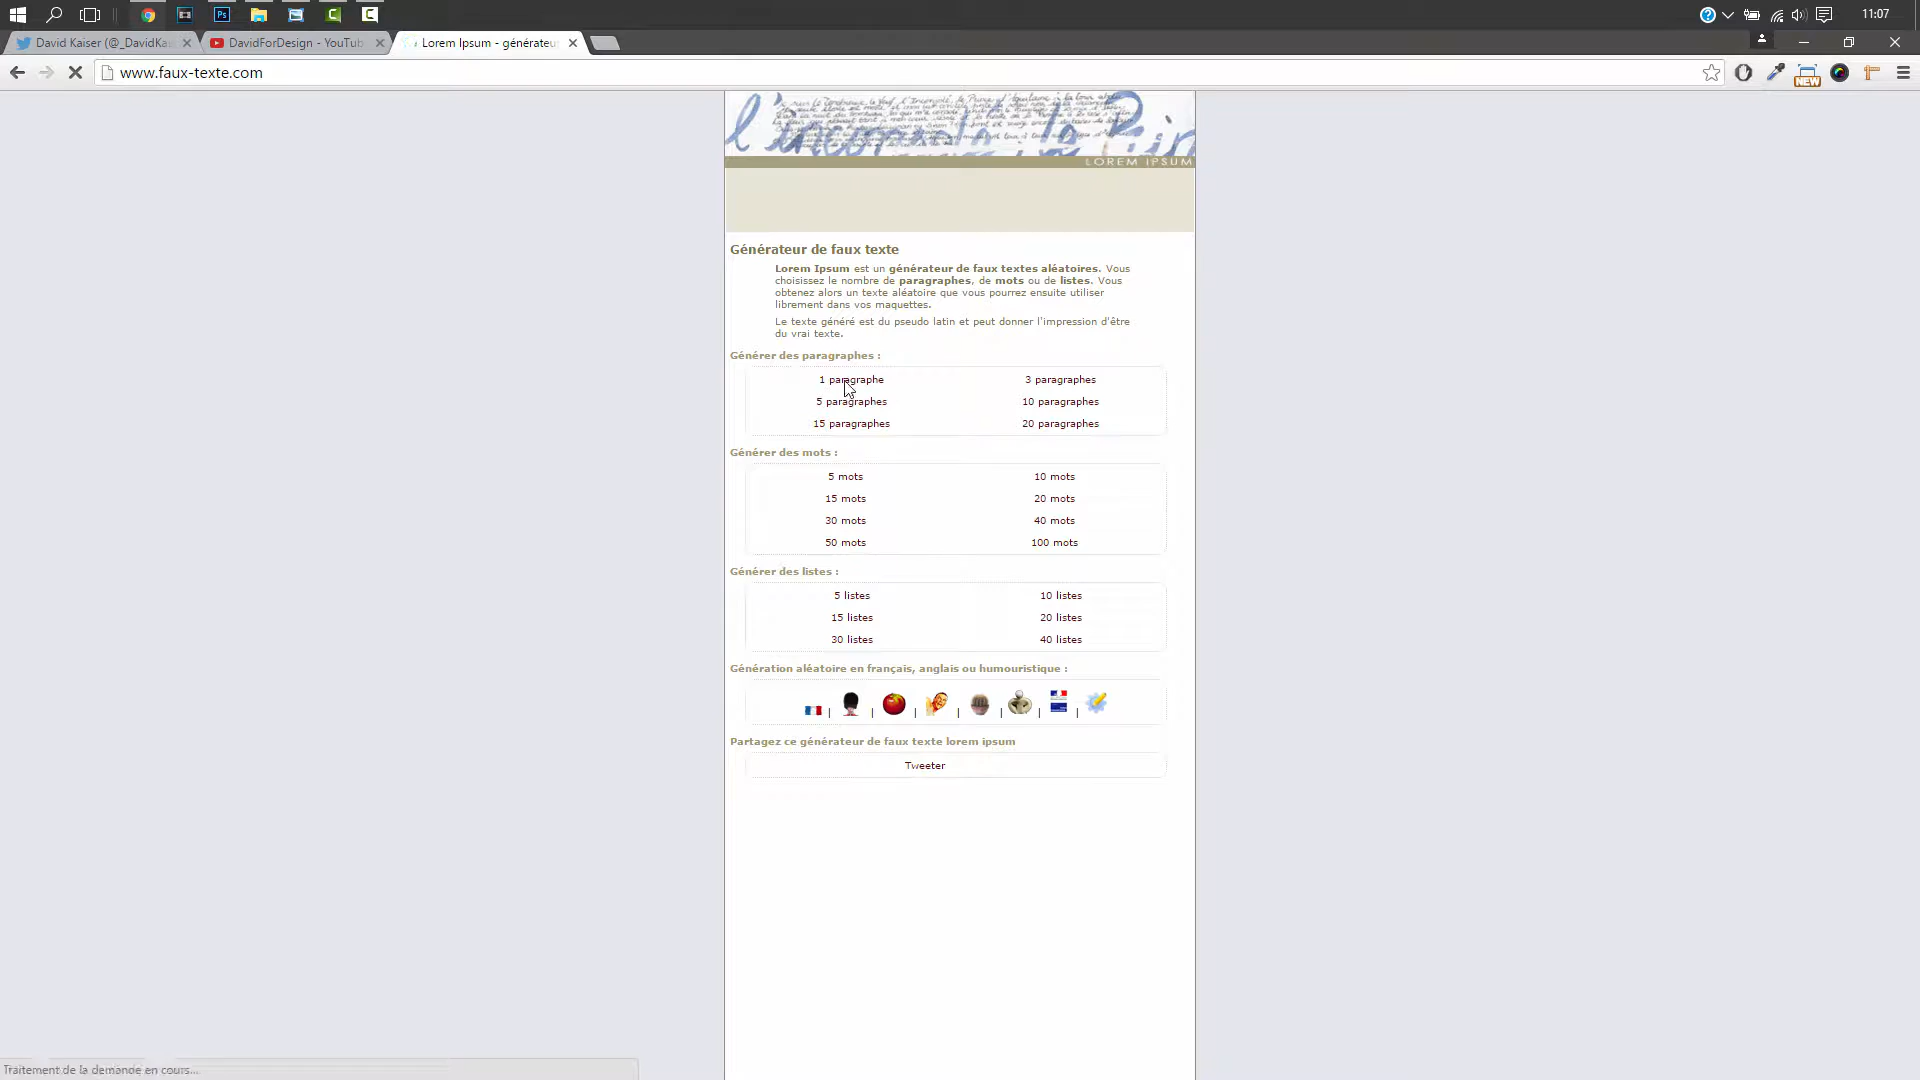 11:07
David Kaiser (@_DavidKai
DavidForDesign - YouTub
Lorem Ipsum - générateu
www.faux-texte.com
NEW
LOREM IPSUM
Générateur de faux texte
Lorem Ipsum est un générateur de faux textes aléatoires. Vous
choisissez le nombre de paragraphes, de mots ou de listes. Vous
obtenez alors un texte aléatoire que vous pourrez ensuite utiliser
librement dans vos maquettes.
Le texte généré est du pseudo latin et peut donner l'impression d'être
du vrai texte.
Générer des paragraphes :
1 paragraphe 3 paragraphes
5 paragraphes 10 paragraphes
15 paragraphes 20 paragraphes
Générer des mots :
5 mots 10 mots
15 mots 20 mots
30 mots 40 mots
50 mots 100 mots
Générer des listes :
5 listes 10 listes
15 listes 20 listes
30 listes 40 listes
Génération aléatoire en français, anglais ou humouristique :
| | | | | | |
Partagez ce générateur de faux texte lorem ipsum
Tweeter
Traitement de la demande en cours...